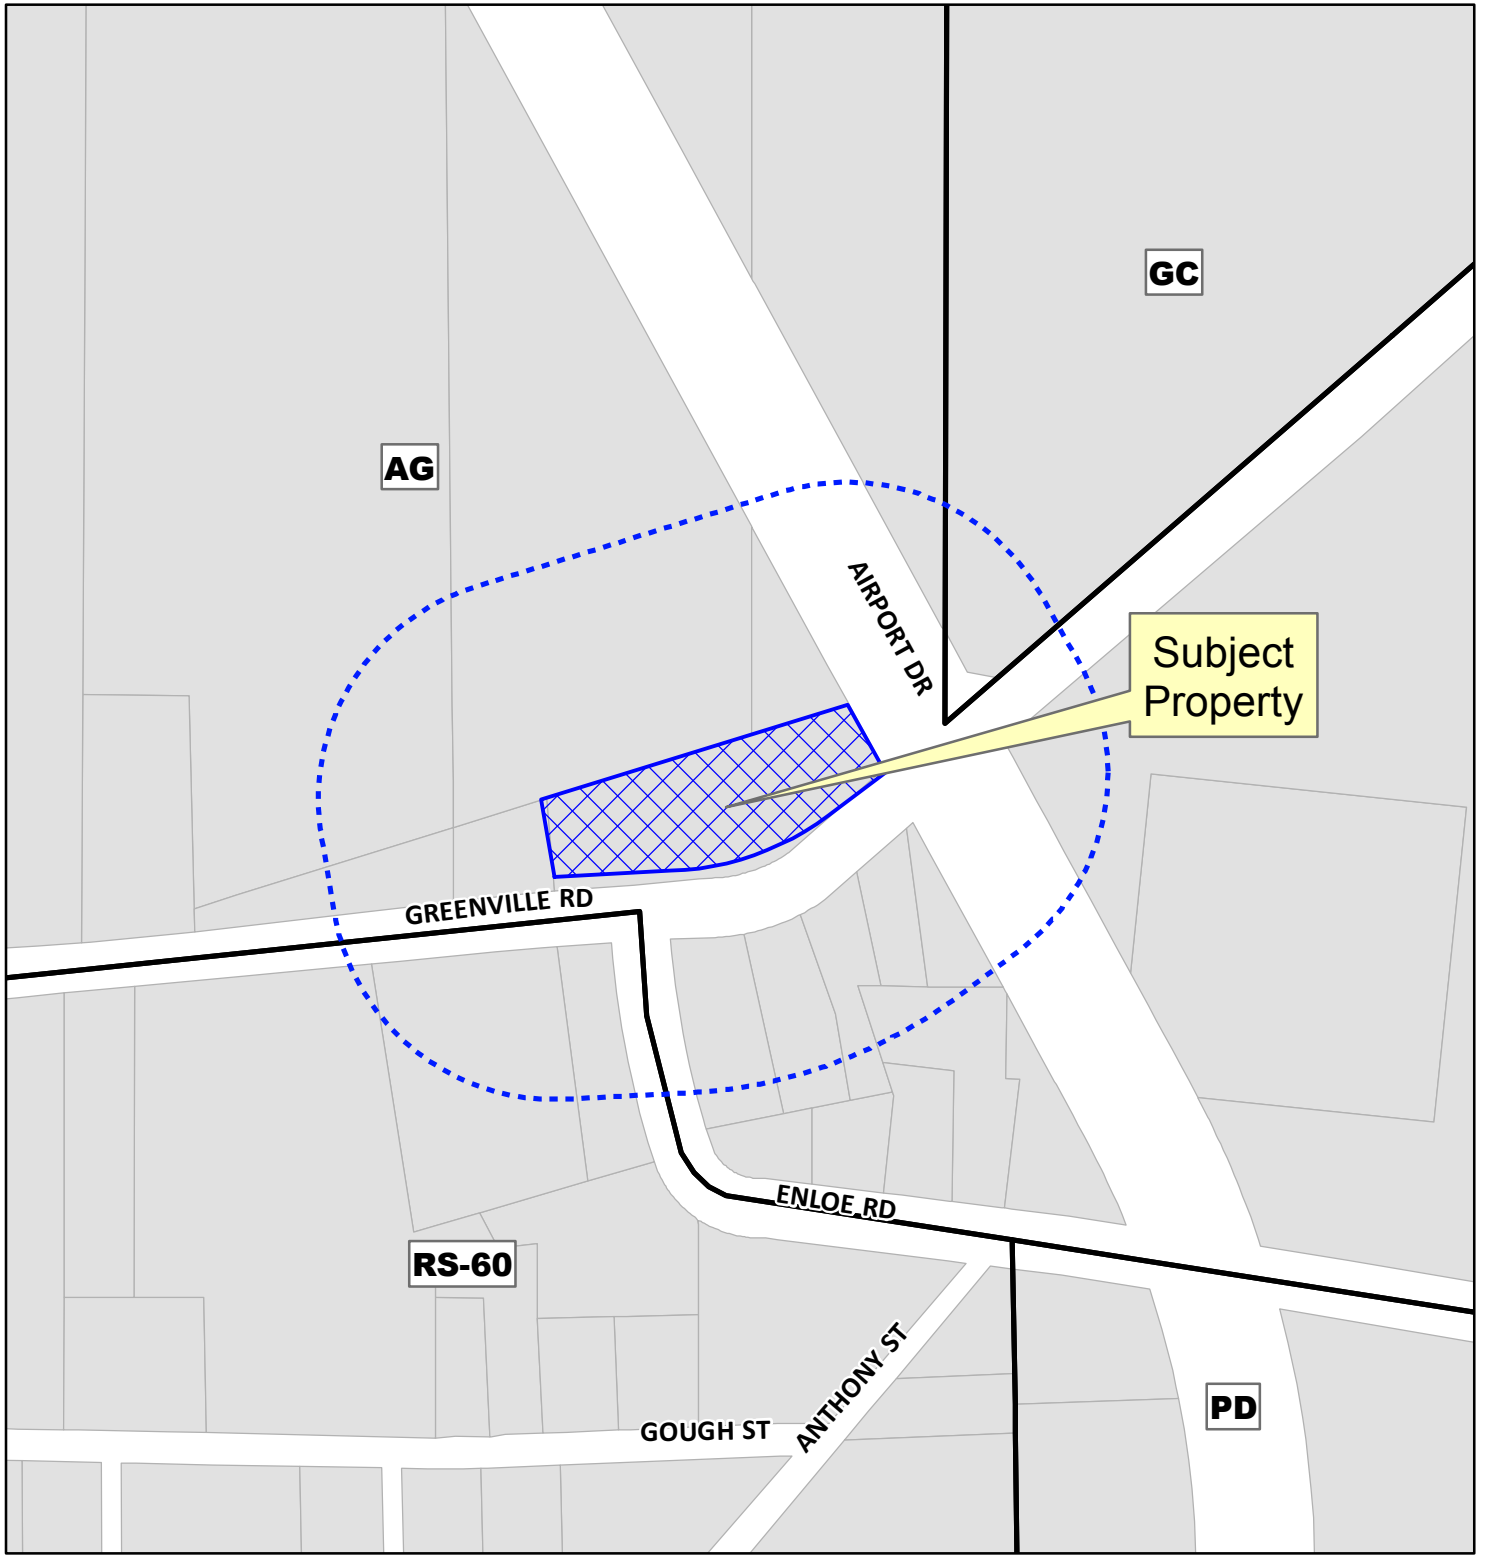 GC
AG
AIRPORT DR
Subject
Property
GREENVILLE RD
ENLOE RD
RS-60
ANTHONY ST
PD
GOUGH ST